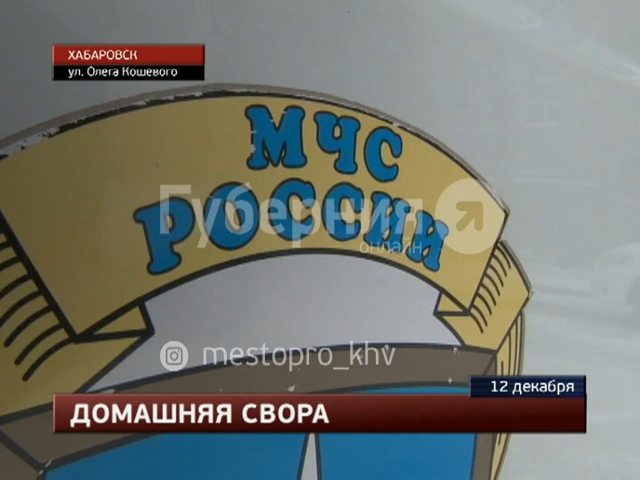 ХАБАРОВСК
ул. Олега Кошевого
МЧС
РОССИИ
Губерния
онлайн
mestopro_khv
12 декабря
ДОМАШНЯЯ СВОРА